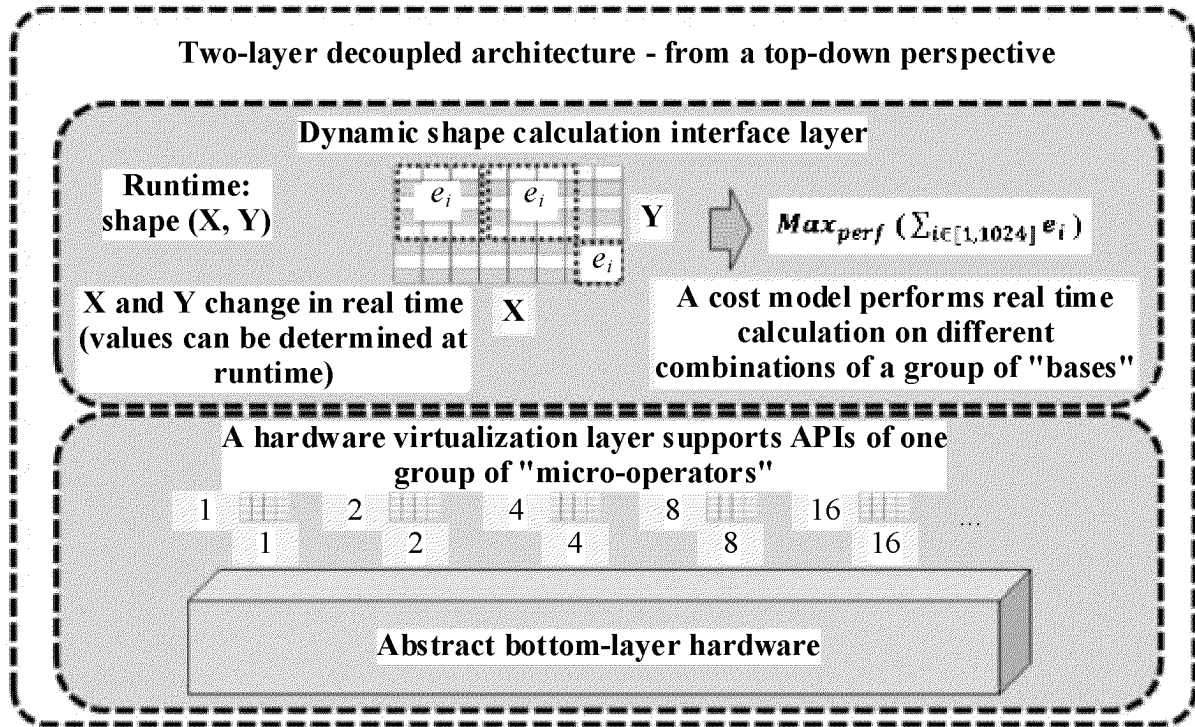 Two-layer decoupled architecture - from a top-down perspective
Dynamic shape calculation interface layer
Runtime:
shape (X, Y)
e_i e_i
e_i
Y
X
Max_perf (∑_{i∈[1,1024]} e_i)
X and Y change in real time
(values can be determined at
runtime)
A cost model performs real time
calculation on different
combinations of a group of "bases"
A hardware virtualization layer supports APIs of one
group of "micro-operators"
1 2 4 8 16 ...
1 2 4 8 16
Abstract bottom-layer hardware